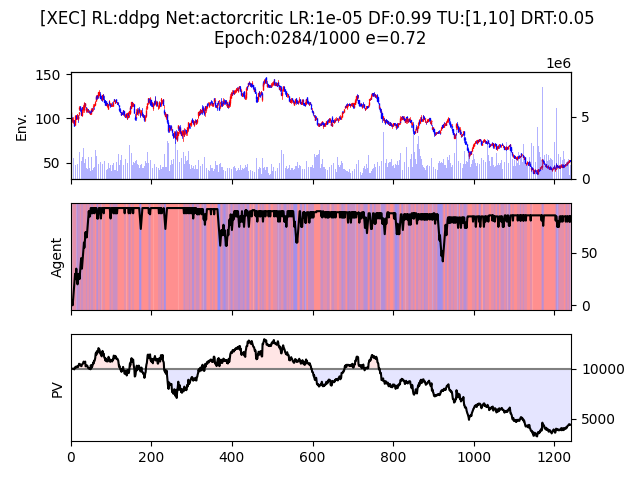 [XEC] RL:ddpg Net:actorcritic LR:1e-05 DF:0.99 TU:[1,10] DRT:0.05
Epoch:0284/1000 e=0.72
1e6
150
100
50
Env.
5
0
Agent
50
0
PV
10000
5000
0 200 400 600 800 1000 1200